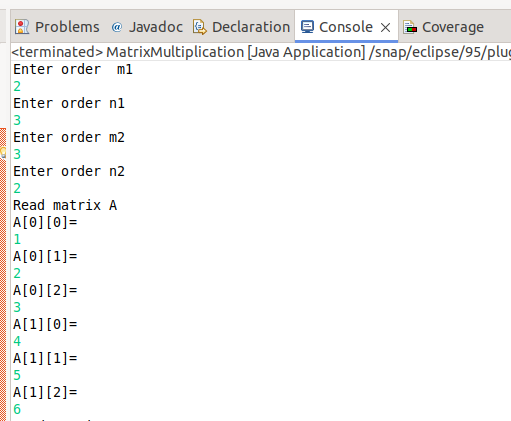 Problems Javadoc Declaration Console Coverage
<terminated> MatrixMultiplication [Java Application] /snap/eclipse/95/plug
Enter order  m1
2
Enter order n1
3
Enter order m2
3
Enter order n2
2
Read matrix A
A[0][0]=
1
A[0][1]=
2
A[0][2]=
3
A[1][0]=
4
A[1][1]=
5
A[1][2]=
6